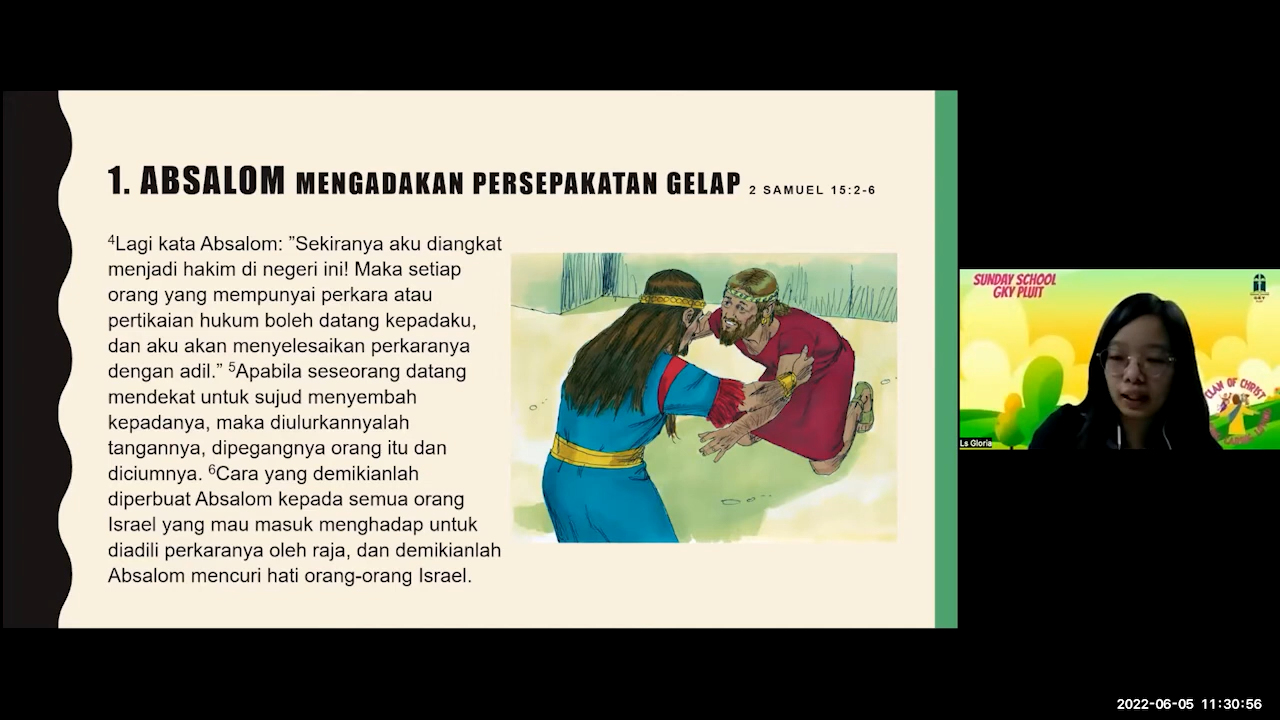 1. ABSALOM MENGADAKAN PERSEPAKATAN GELAP 2 SAMUEL 15:2-6
⁴Lagi kata Absalom: ”Sekiranya aku diangkat
menjadi hakim di negeri ini! Maka setiap
orang yang mempunyai perkara atau
pertikaian hukum boleh datang kepadaku,
dan aku akan menyelesaikan perkaranya
dengan adil.” ⁵Apabila seseorang datang
mendekat untuk sujud menyembah
kepadanya, maka diulurkannyalah
tangannya, dipegangnya orang itu dan
diciumnya. ⁶Cara yang demikianlah
diperbuat Absalom kepada semua orang
Israel yang mau masuk menghadap untuk
diadili perkaranya oleh raja, dan demikianlah
Absalom mencuri hati orang-orang Israel.
SUNDAY SCHOOL
GKY PLUIT
GKY
CLAN OF CHRIST
Ls Gloria
2022-06-05 11:30:56